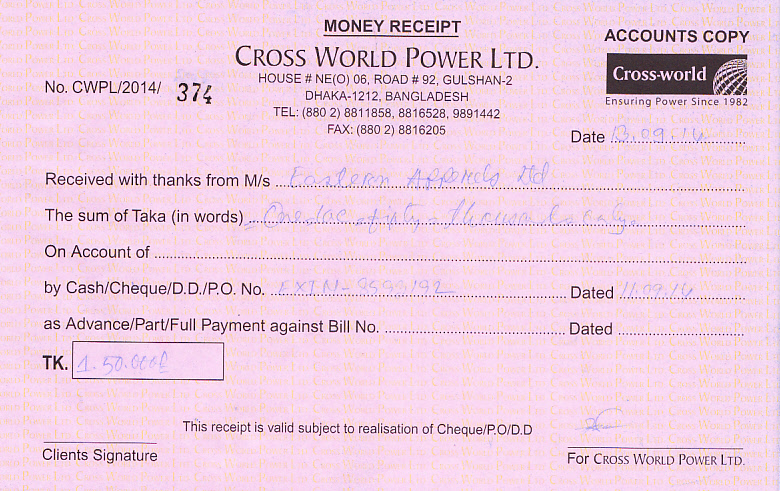 MONEY RECEIPT
ACCOUNTS COPY
CROSS WORLD POWER LTD.
Cross-world
Ensuring Power Since 1982
No. CWPL/2014/ 374
HOUSE # NE(O) 06, ROAD # 92, GULSHAN-2
DHAKA-1212, BANGLADESH
TEL: (880 2) 8811858, 8816528, 9891442
FAX: (880 2) 8816205
Date 13.09.14
Received with thanks from M/s Eastern Apparels Ltd
The sum of Taka (in words) One lac fifty thousand only.
On Account of
by Cash/Cheque/D.D./P.O. No. Dated 11.09.14
as Advance/Part/Full Payment against Bill No. Dated
TK. 1.50.000/
This receipt is valid subject to realisation of Cheque/P.O/D.D
Clients Signature
For CROSS WORLD POWER LTD.